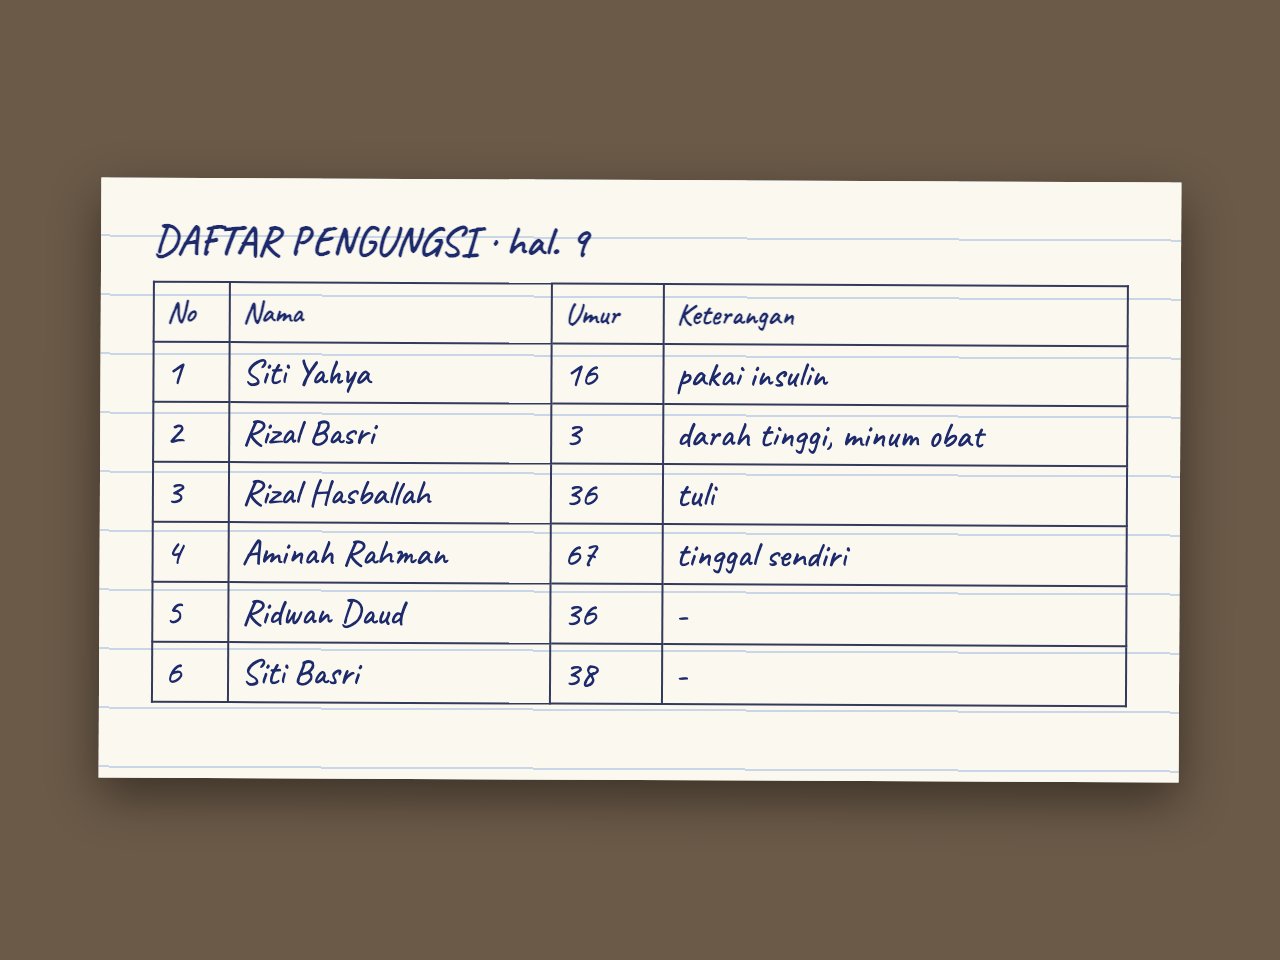 DAFTAR PENGUNGSI · hal. 9
No Nama Umur Keterangan
1 Siti Yahya 16 pakai insulin
2 Rizal Basri 3 darah tinggi, minum obat
3 Rizal Hasballah 36 tuli
4 Aminah Rahman 67 tinggal sendiri
5 Ridwan Daud 36 -
6 Siti Basri 38 -